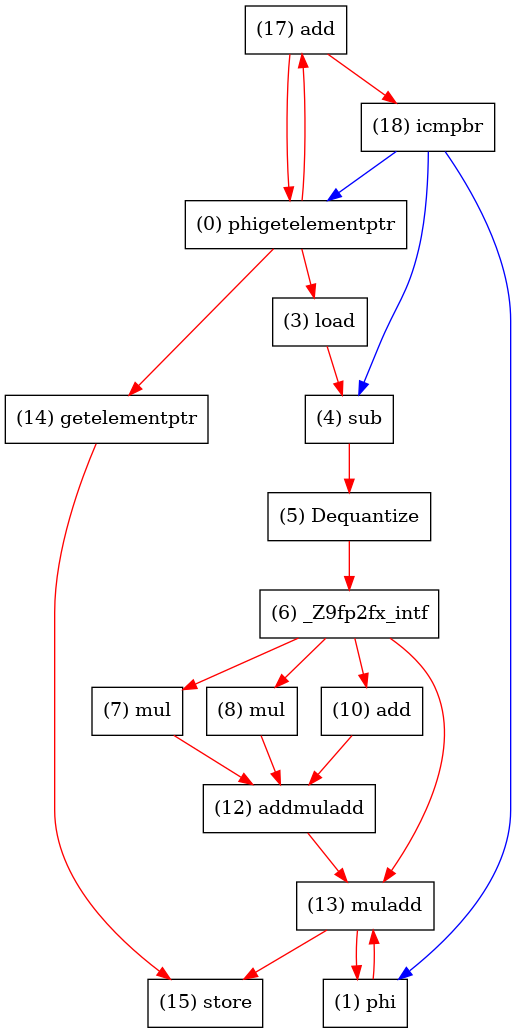 (17) add
(18) icmpbr
(0) phigetelementptr
(3) load
(14) getelementptr
(4) sub
(5) Dequantize
(6) _Z9fp2fx_intf
(7) mul
(8) mul
(10) add
(12) addmuladd
(13) muladd
(15) store
(1) phi